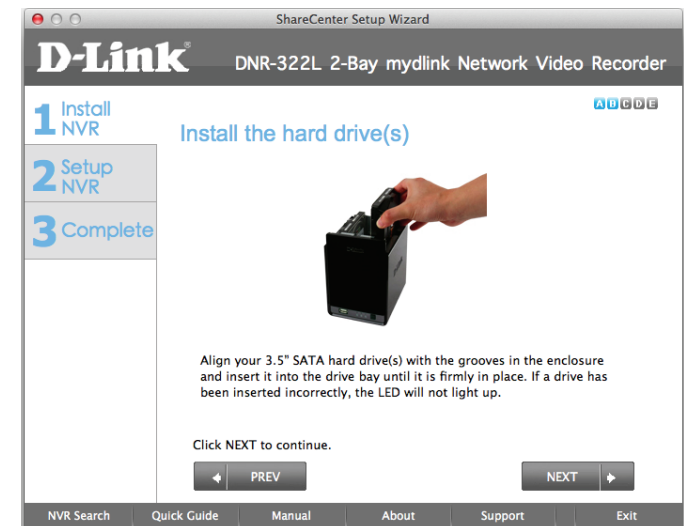 ShareCenter Setup Wizard
D-Link®
DNR-322L 2-Bay mydlink Network Video Recorder
1 Install
NVR
2 Setup
NVR
3 Complete
A B C D E
Install the hard drive(s)
Align your 3.5" SATA hard drive(s) with the grooves in the enclosure
and insert it into the drive bay until it is firmly in place. If a drive has
been inserted incorrectly, the LED will not light up.
Click NEXT to continue.
PREV
NEXT
NVR Search
Quick Guide
Manual
About
Support
Exit